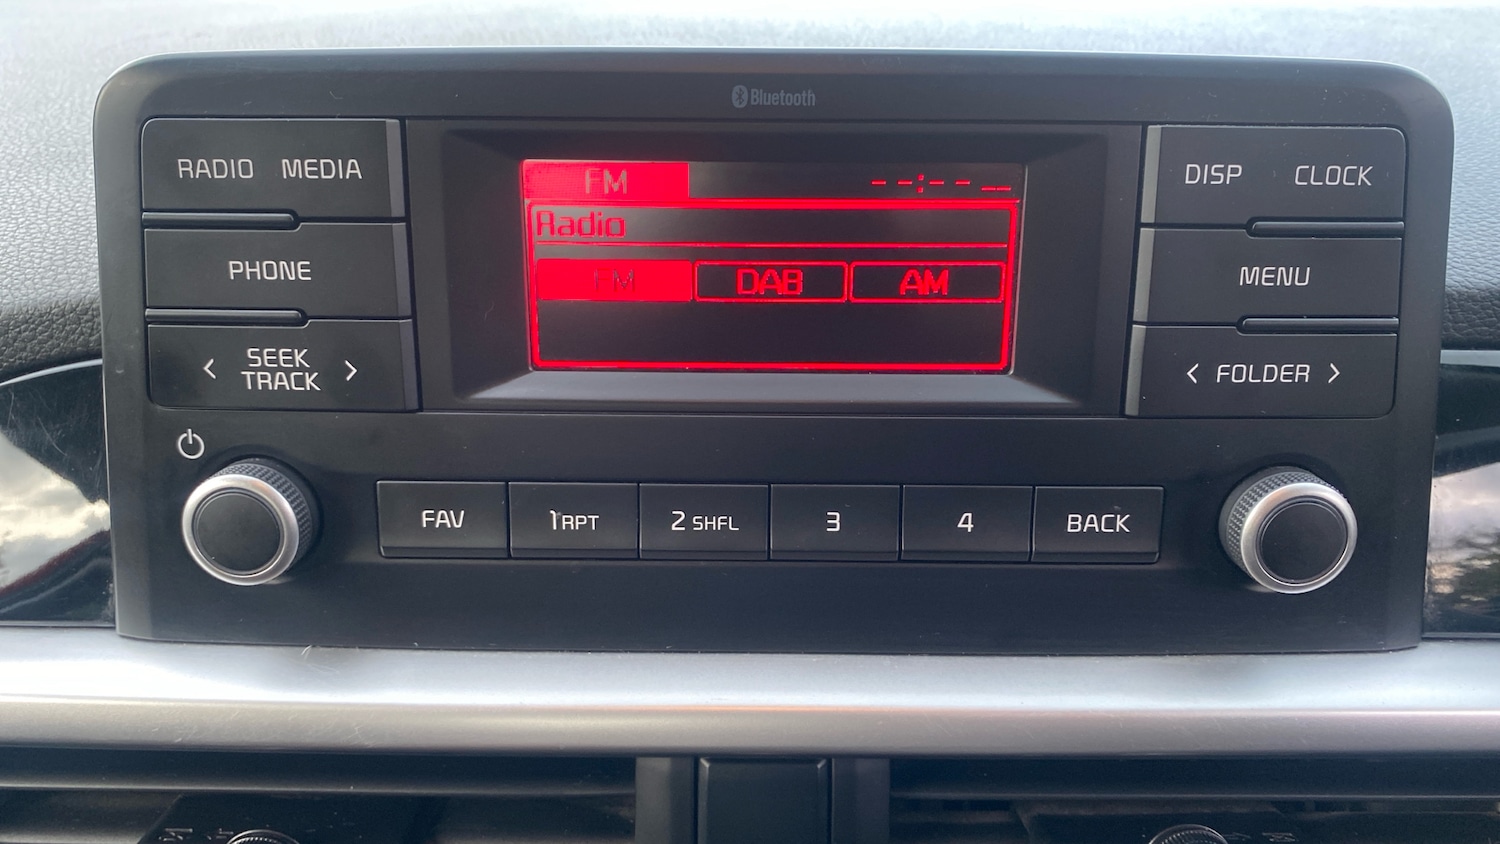 Bluetooth
RADIO MEDIA
PHONE
< SEEK TRACK >
FM --:-- --
Radio
FM DAB AM
DISP CLOCK
MENU
< FOLDER >
FAV
1 RPT
2 SHFL
3
4
BACK